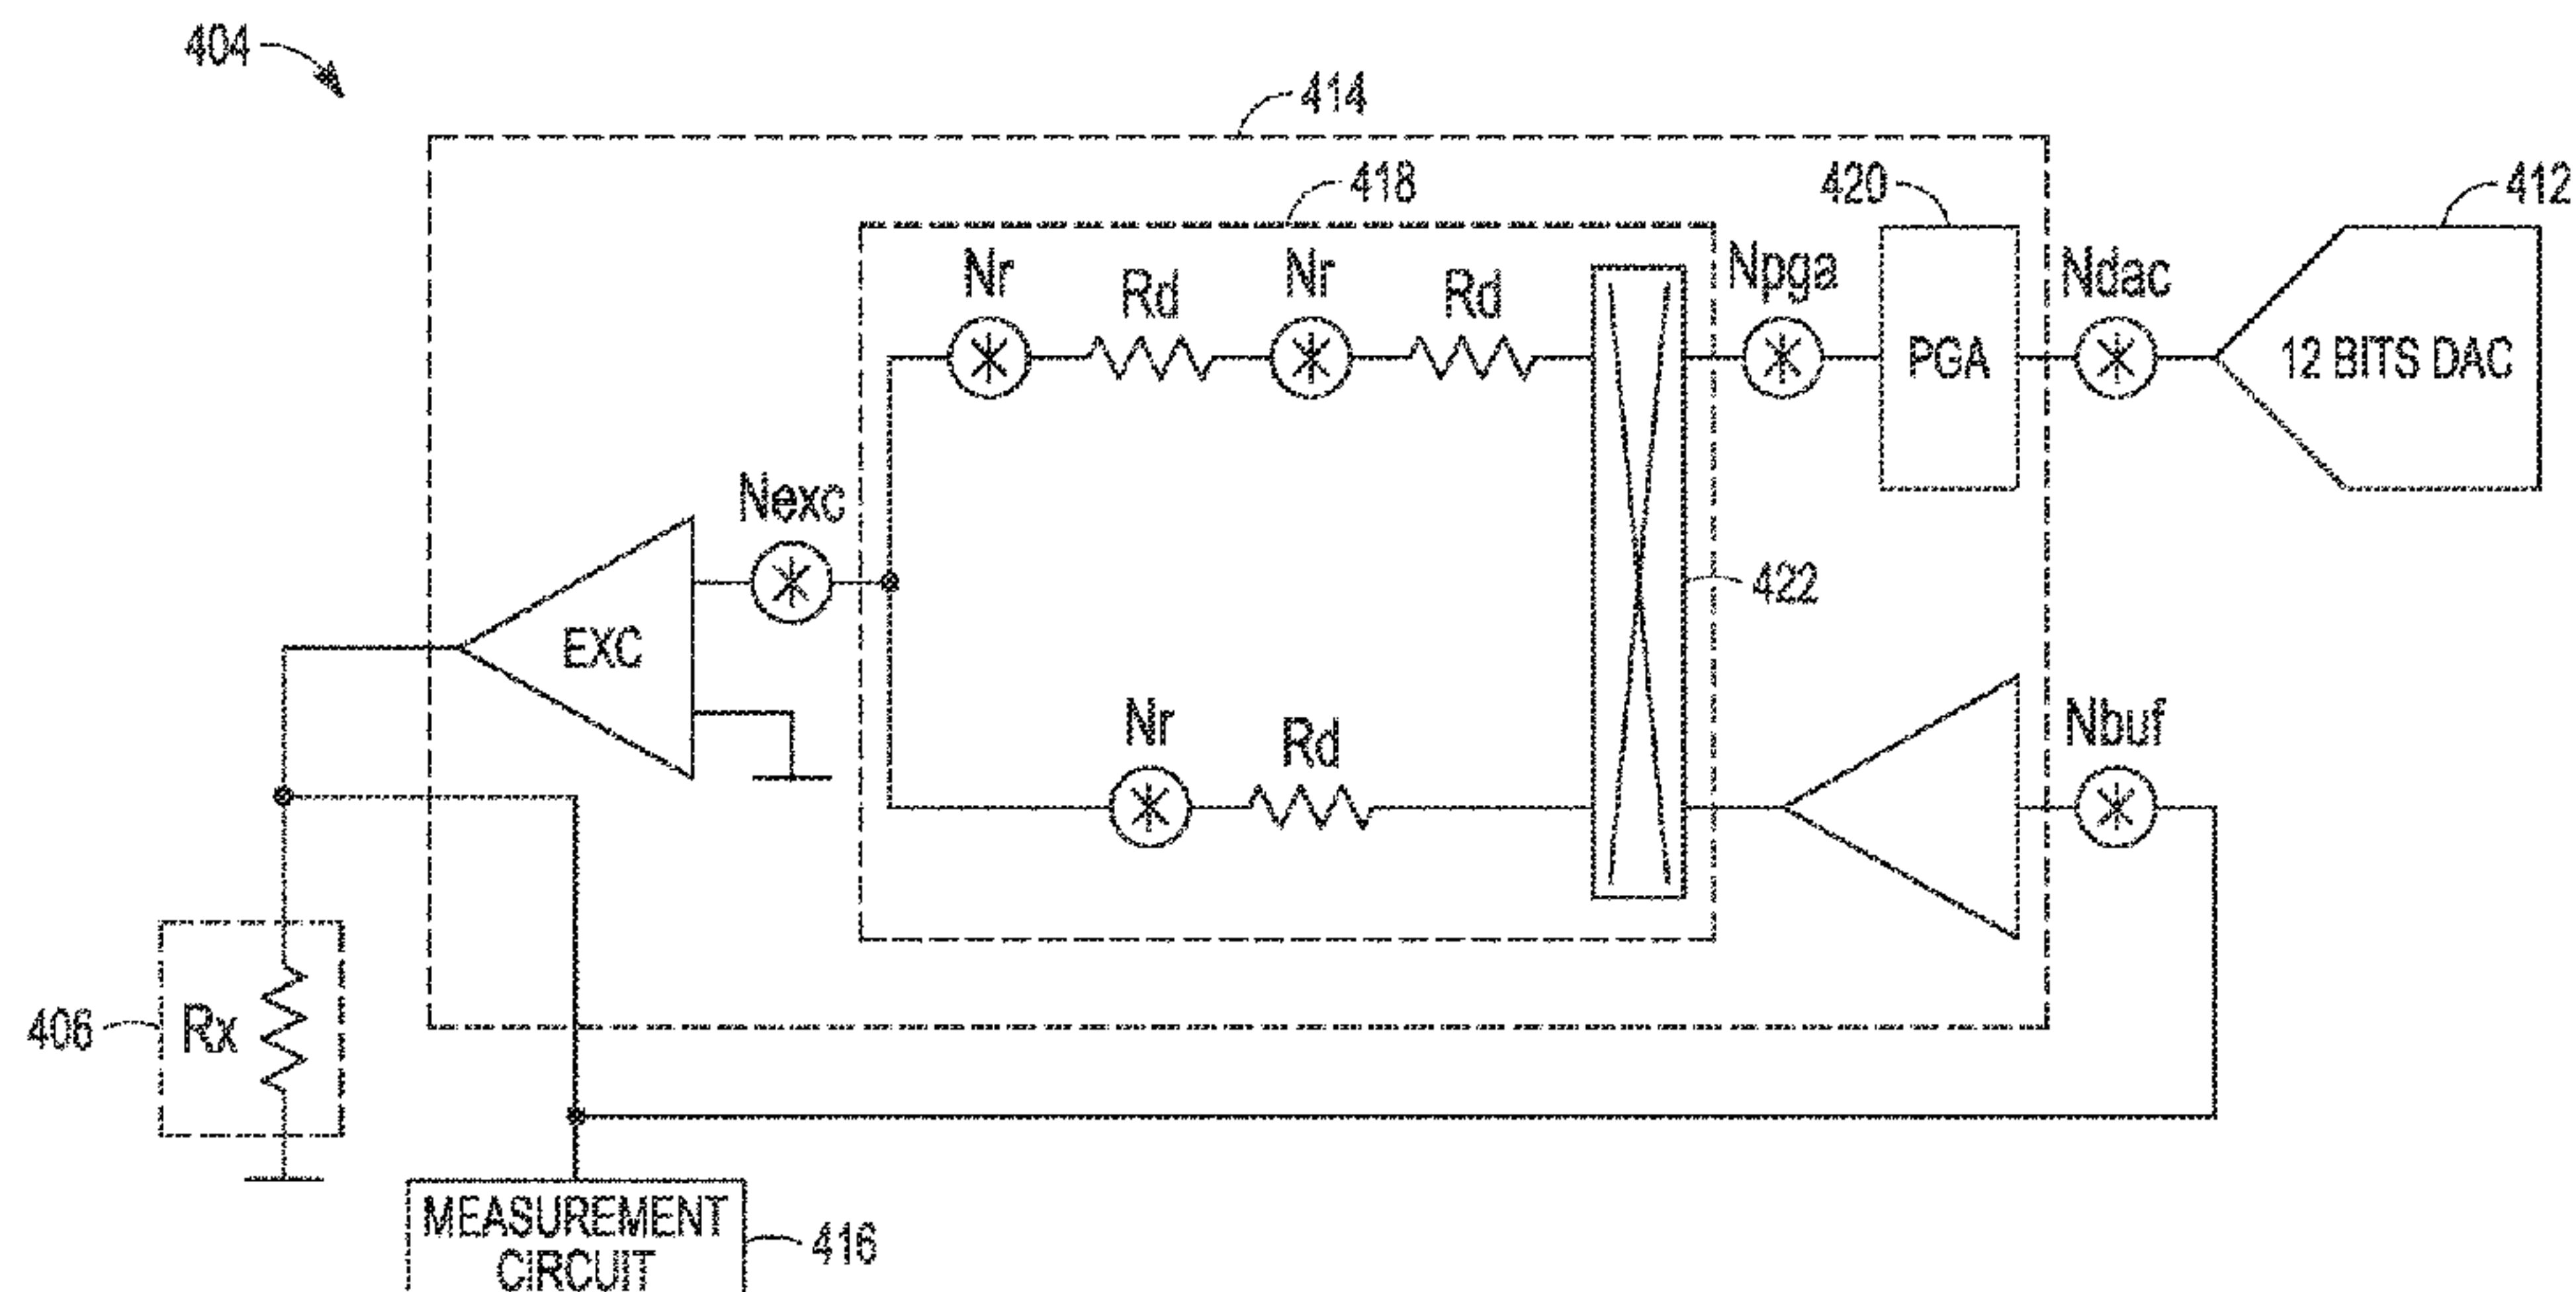 404
414
418
420
412
Nr
Rd
Nr
Rd
Npga
Ndac
PGA
12 BITS DAC
Nexc
EXC
422
Nr
Rd
Nbuf
406
Rx
MEASUREMENT
CIRCUIT
416